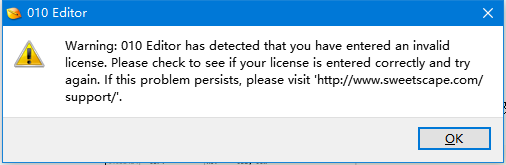 010 Editor
Warning: 010 Editor has detected that you have entered an invalid
license. Please check to see if your license is entered correctly and try
again. If this problem persists, please visit 'http://www.sweetscape.com/
support/'.
OK